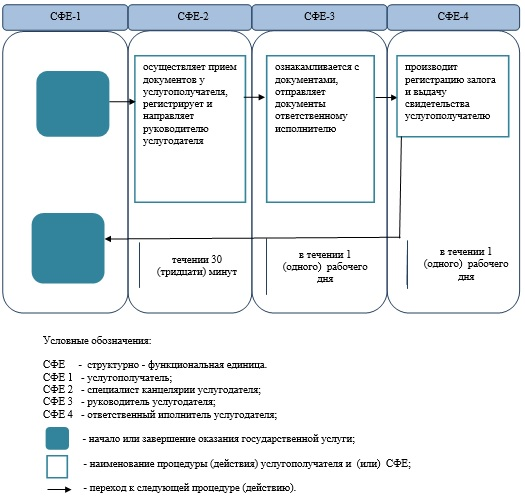 СФЕ-1
СФЕ-2
СФЕ-3
СФЕ-4
осуществляет прием
документов у
услугополучателя,
регистрирует и
направляет
руководителю
услугодателя
ознакамливается с
документами,
отправляет
документы
ответственному
исполнителю
производит
регистрацию залога
и выдачу
свидетельства
услугополучателю
течении 30
(тридцати) минут
в течении 1
(одного) рабочего
дня
в течении 1
(одного) рабочего
дня
Условные обозначения:
СФЕ - структурно - функциональная единица.
СФЕ 1 - услугополучатель;
СФЕ 2 - специалист канцелярии услугодателя;
СФЕ 3 - руководитель услугодателя;
СФЕ 4 - ответственный иполнитель услугодателя;
- начало или завершение оказания государственной услуги;
- наименование процедуры (действия) услугополучателя и (или) СФЕ;
- переход к следующей процедуре (действию).